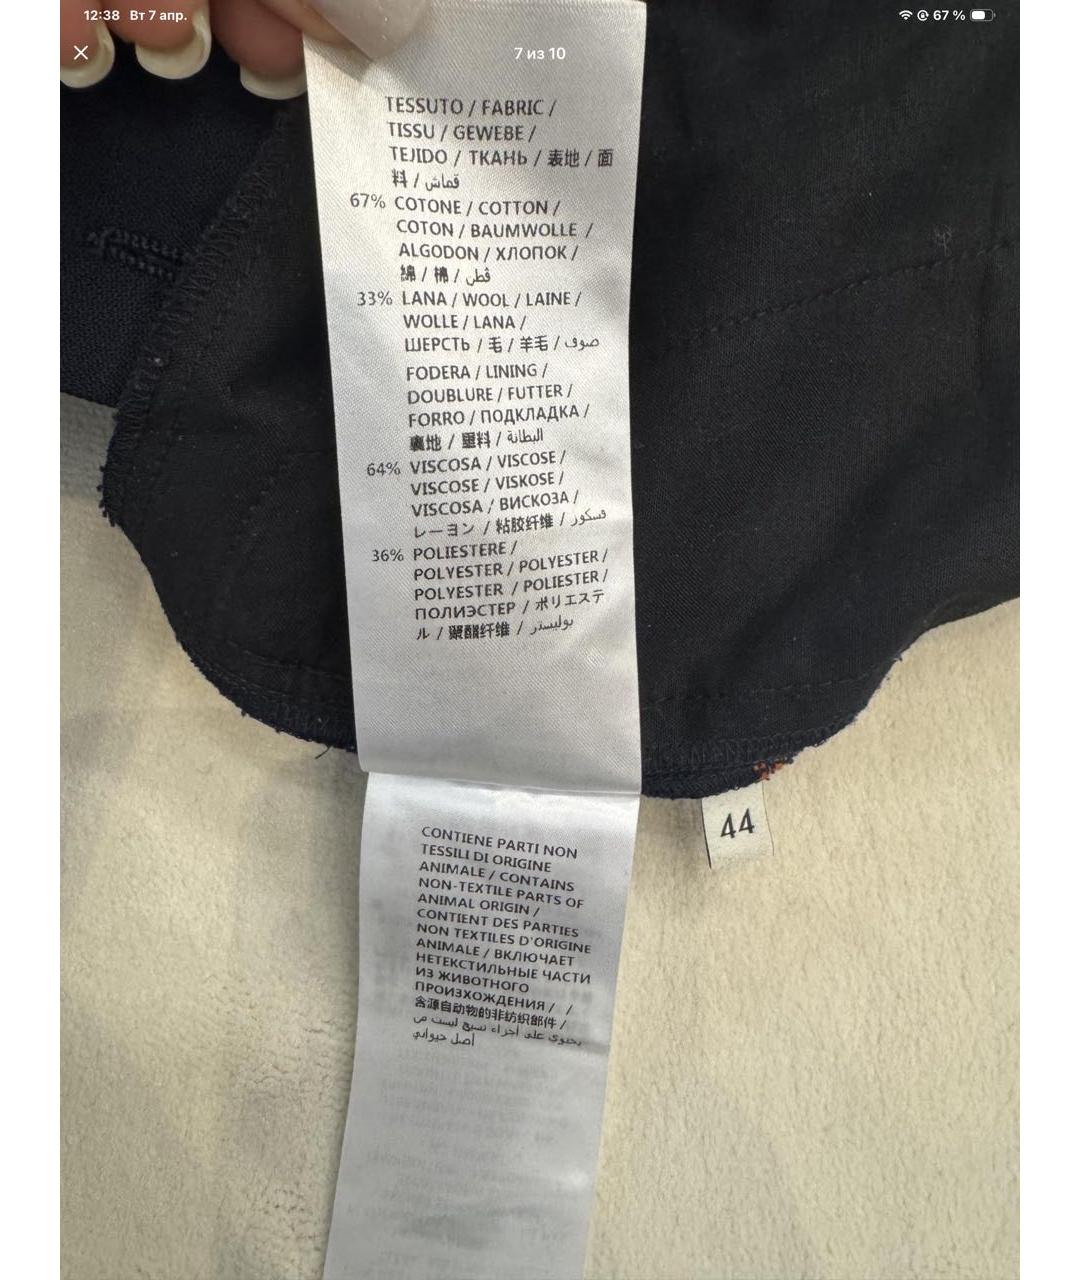 12:38 Вт 7 апр.
67 %
7 из 10
TESSUTO / FABRIC /
TISSU / GEWEBE /
TEJIDO / ТКАНЬ / 表地 / 面
料 / قماش
67% COTONE / COTTON /
COTON / BAUMWOLLE /
ALGODON / ХЛОПОК /
綿 / 棉 / قطن
33% LANA / WOOL / LAINE /
WOLLE / LANA /
ШЕРСТЬ / 毛 / 羊毛 / صوف
FODERA / LINING /
DOUBLURE / FUTTER /
FORRO / ПОДКЛАДКА /
裏地 / 里料 / البطانة
64% VISCOSA / VISCOSE /
VISCOSE / VISKOSE /
VISCOSA / ВИСКОЗА /
レーヨン / 粘胶纤维 / فسكوز
36% POLIESTERE /
POLYESTER / POLYESTER /
POLYESTER / POLIESTER /
ПОЛИЭСТЕР / ポリエステ
ル / 聚酯纤维 / بوليستر
CONTIENE PARTI NON
TESSILI DI ORIGINE
ANIMALE / CONTAINS
NON-TEXTILE PARTS OF
ANIMAL ORIGIN /
CONTIENT DES PARTIES
NON TEXTILES D'ORIGINE
ANIMALE / ВКЛЮЧАЕТ
НЕТЕКСТИЛЬНЫЕ ЧАСТИ
ИЗ ЖИВОТНОГО
ПРОИЗХОЖДЕНИЯ / /
含源自动物的非纺织部件 /
يحتوي على أجزاء نسيج ليست من
أصل حيواني
44